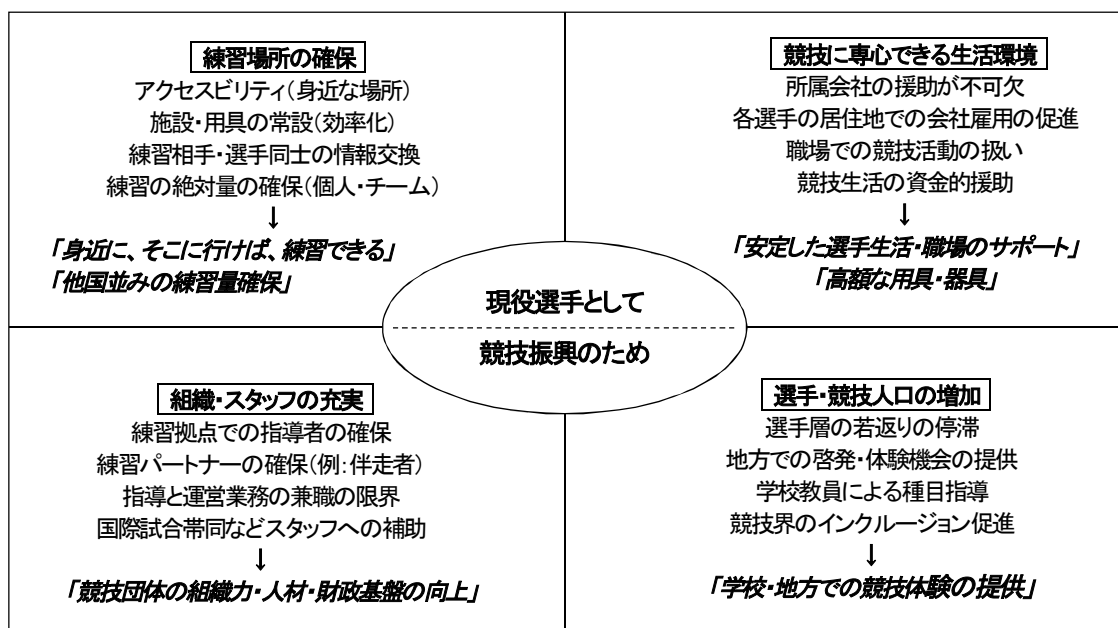 練習場所の確保
アクセスビリティ(身近な場所)
施設・用具の常設(効率化)
練習相手・選手同士の情報交換
練習の絶対量の確保(個人・チーム)
↓
「身近に、そこに行けば、練習できる」
「他国並みの練習量確保」
競技に専心できる生活環境
所属会社の援助が不可欠
各選手の居住地での会社雇用の促進
職場での競技活動の扱い
競技生活の資金的援助
↓
「安定した選手生活・職場のサポート」
「高額な用具・器具」
現役選手として
競技振興のため
組織・スタッフの充実
練習拠点での指導者の確保
練習パートナーの確保(例:伴走者)
指導と運営業務の兼職の限界
国際試合帯同などスタッフへの補助
↓
「競技団体の組織力・人材・財政基盤の向上」
選手・競技人口の増加
選手層の若返りの停滞
地方での啓発・体験機会の提供
学校教員による種目指導
競技界のインクルージョン促進
↓
「学校・地方での競技体験の提供」